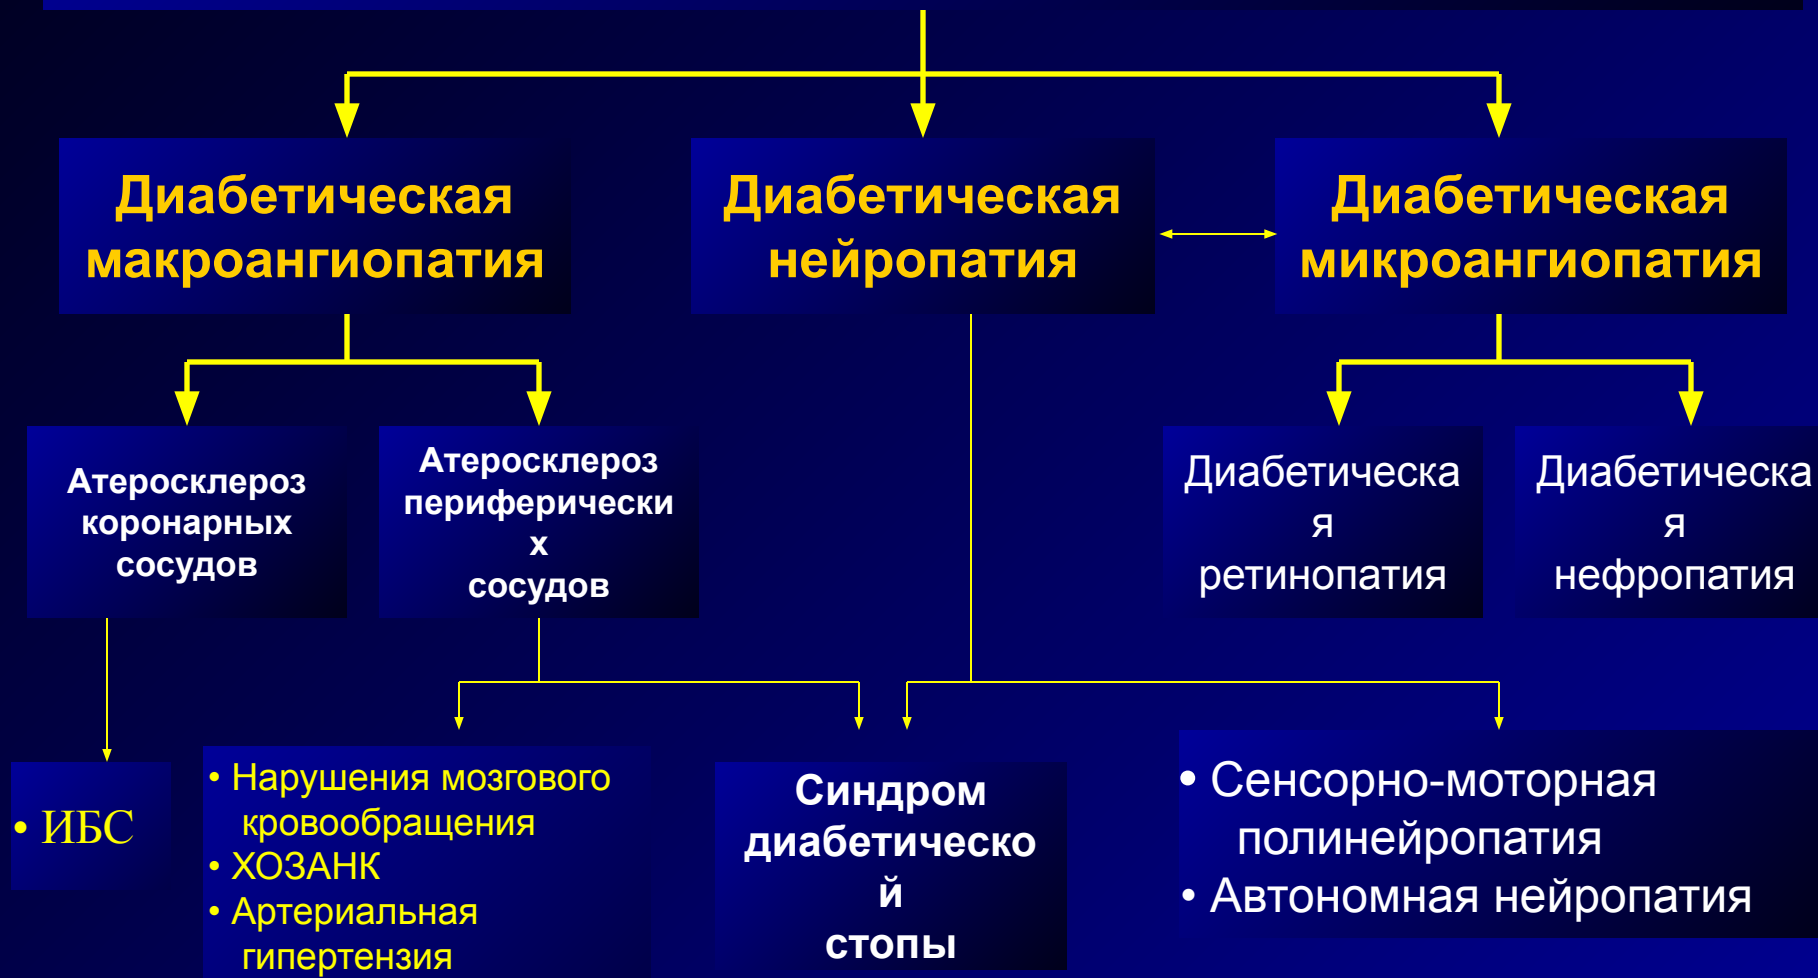 Диабетическая
макроангиопатия
Диабетическая
нейропатия
Диабетическая
микроангиопатия
Атеросклероз
коронарных
сосудов
Атеросклероз
периферически
х
сосудов
Диабетическа
я
ретинопатия
Диабетическа
я
нефропатия
• ИБС
• Нарушения мозгового
кровообращения
• ХОЗАНК
• Артериальная
гипертензия
Синдром
диабетическо
й
стопы
• Сенсорно-моторная
полинейропатия
• Автономная нейропатия